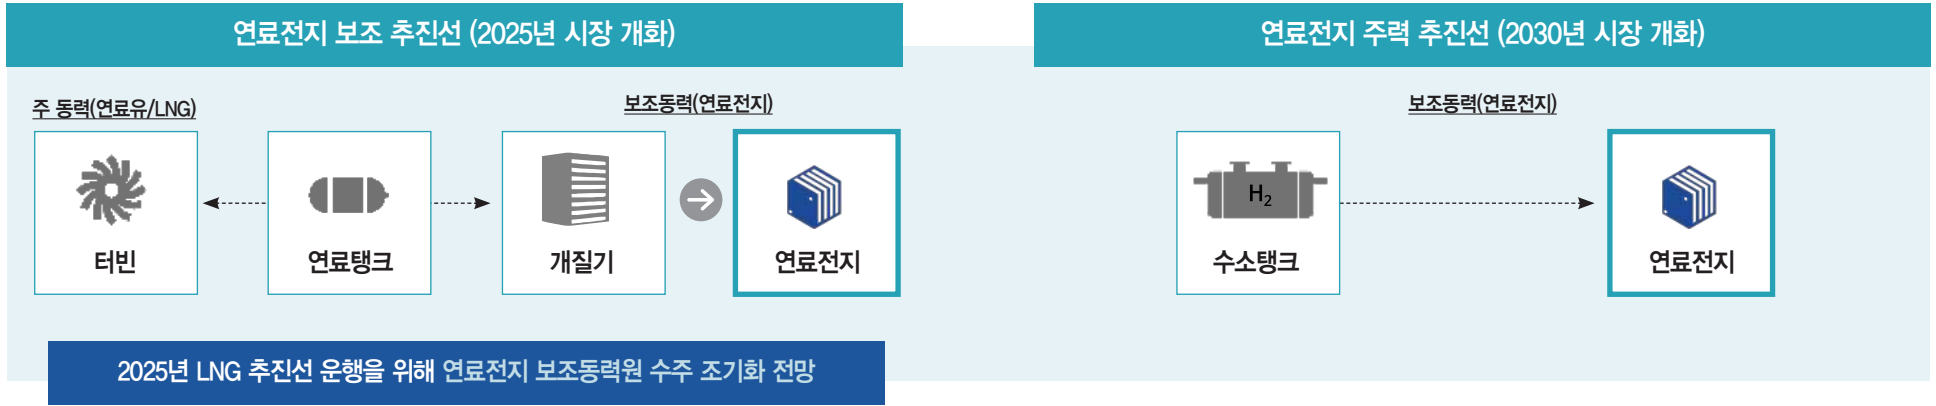 연료전지 보조 추진선 (2025년 시장 개화)
주 동력(연료유/LNG)
보조동력(연료전지)
터빈
연료탱크
개질기
연료전지
2025년 LNG 추진선 운행을 위해 연료전지 보조동력원 수주 조기화 전망
연료전지 주력 추진선 (2030년 시장 개화)
보조동력(연료전지)
H₂
수소탱크
연료전지